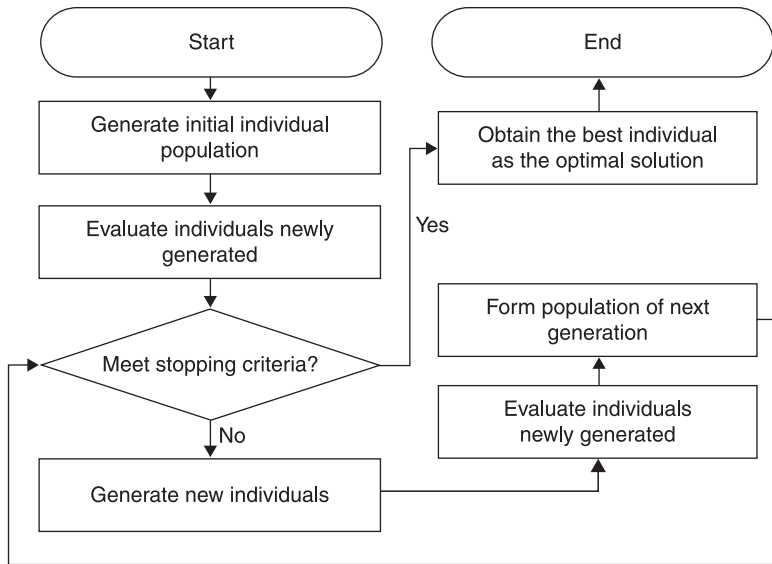 Start
Generate initial individual
population
Evaluate individuals newly
generated
Meet stopping criteria?
No
Generate new individuals
End
Obtain the best individual
as the optimal solution
Yes
Form population of next
generation
Evaluate individuals
newly generated